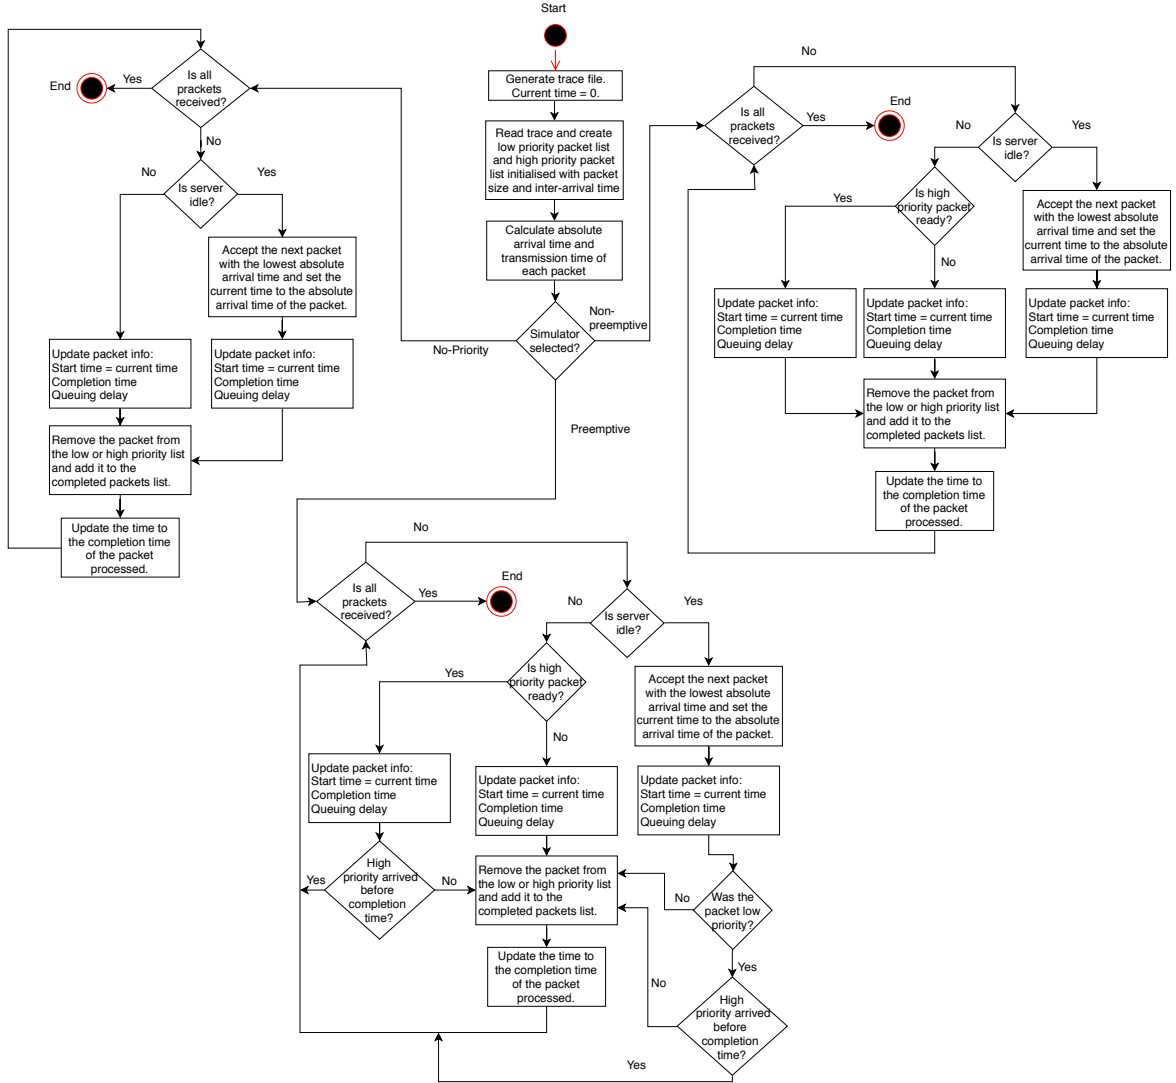 Start
Generate trace file.
Current time = 0.
Read trace and create
low priority packet list
and high priority packet
list initialised with packet
size and inter-arrival time
Calculate absolute
arrival time and
transmission time of
each packet
Simulator
selected?
No-Priority
Non-
preemptive
Preemptive
End
Yes
Is all
prackets
received?
No
Is server
idle?
No
Yes
Accept the next packet
with the lowest absolute
arrival time and set the
current time to the absolute
arrival time of the packet.
Update packet info:
Start time = current time
Completion time
Queuing delay
Update packet info:
Start time = current time
Completion time
Queuing delay
Remove the packet from
the low or high priority list
and add it to the
completed packets list.
Update the time to
the completion time
of the packet
processed.
No
Is all
prackets
received?
Yes
End
Is server
idle?
No
Yes
Is high
priority packet
ready?
Yes
No
Accept the next packet
with the lowest absolute
arrival time and set the
current time to the absolute
arrival time of the packet.
Update packet info:
Start time = current time
Completion time
Queuing delay
Update packet info:
Start time = current time
Completion time
Queuing delay
Update packet info:
Start time = current time
Completion time
Queuing delay
Remove the packet from
the low or high priority list
and add it to the
completed packets list.
Update the time to
the completion time
of the packet
processed.
No
Is all
prackets
received?
Yes
End
Is server
idle?
No
Yes
Is high
priority packet
ready?
Yes
No
Accept the next packet
with the lowest absolute
arrival time and set the
current time to the absolute
arrival time of the packet.
Update packet info:
Start time = current time
Completion time
Queuing delay
Update packet info:
Start time = current time
Completion time
Queuing delay
Update packet info:
Start time = current time
Completion time
Queuing delay
High
priority arrived
before
completion
time?
Yes
No
Remove the packet from
the low or high priority list
and add it to the
completed packets list.
Update the time to
the completion time
of the packet
processed.
Was the
packet low
priority?
No
Yes
High
priority arrived
before
completion
time?
No
Yes